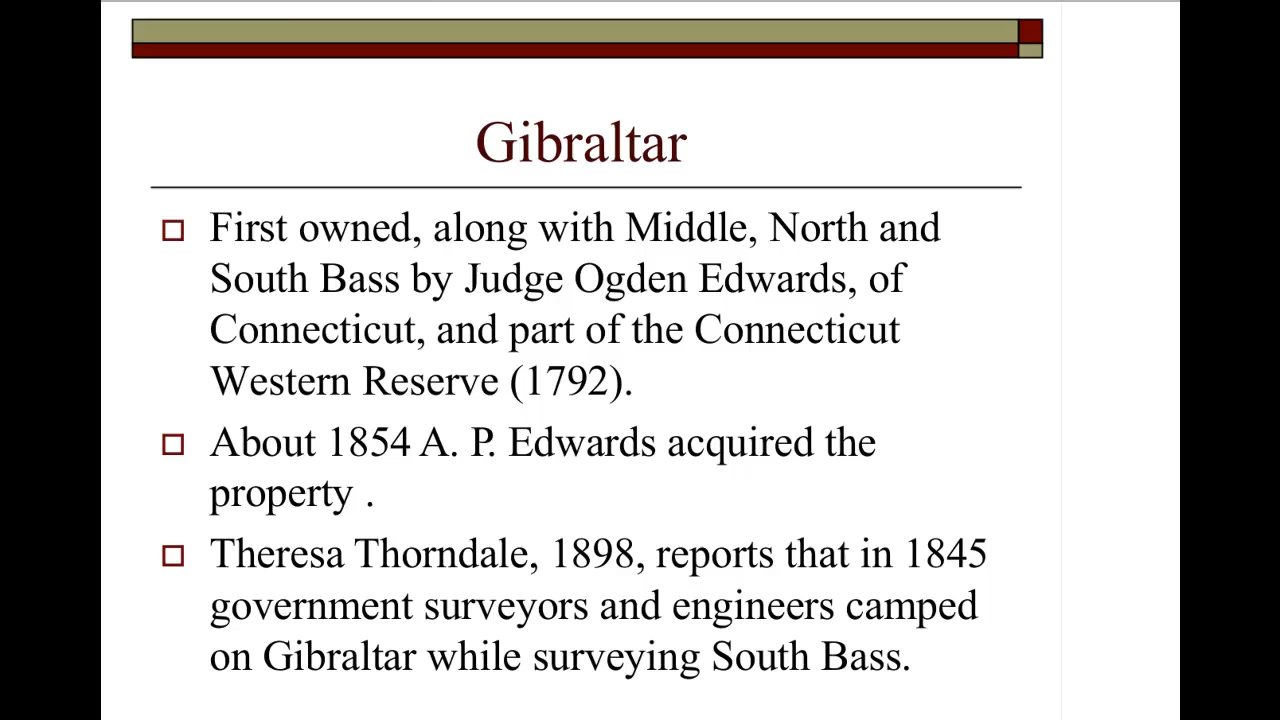 Gibraltar
First owned, along with Middle, North and
South Bass by Judge Ogden Edwards, of
Connecticut, and part of the Connecticut
Western Reserve (1792).
About 1854 A. P. Edwards acquired the
property .
Theresa Thorndale, 1898, reports that in 1845
government surveyors and engineers camped
on Gibraltar while surveying South Bass.